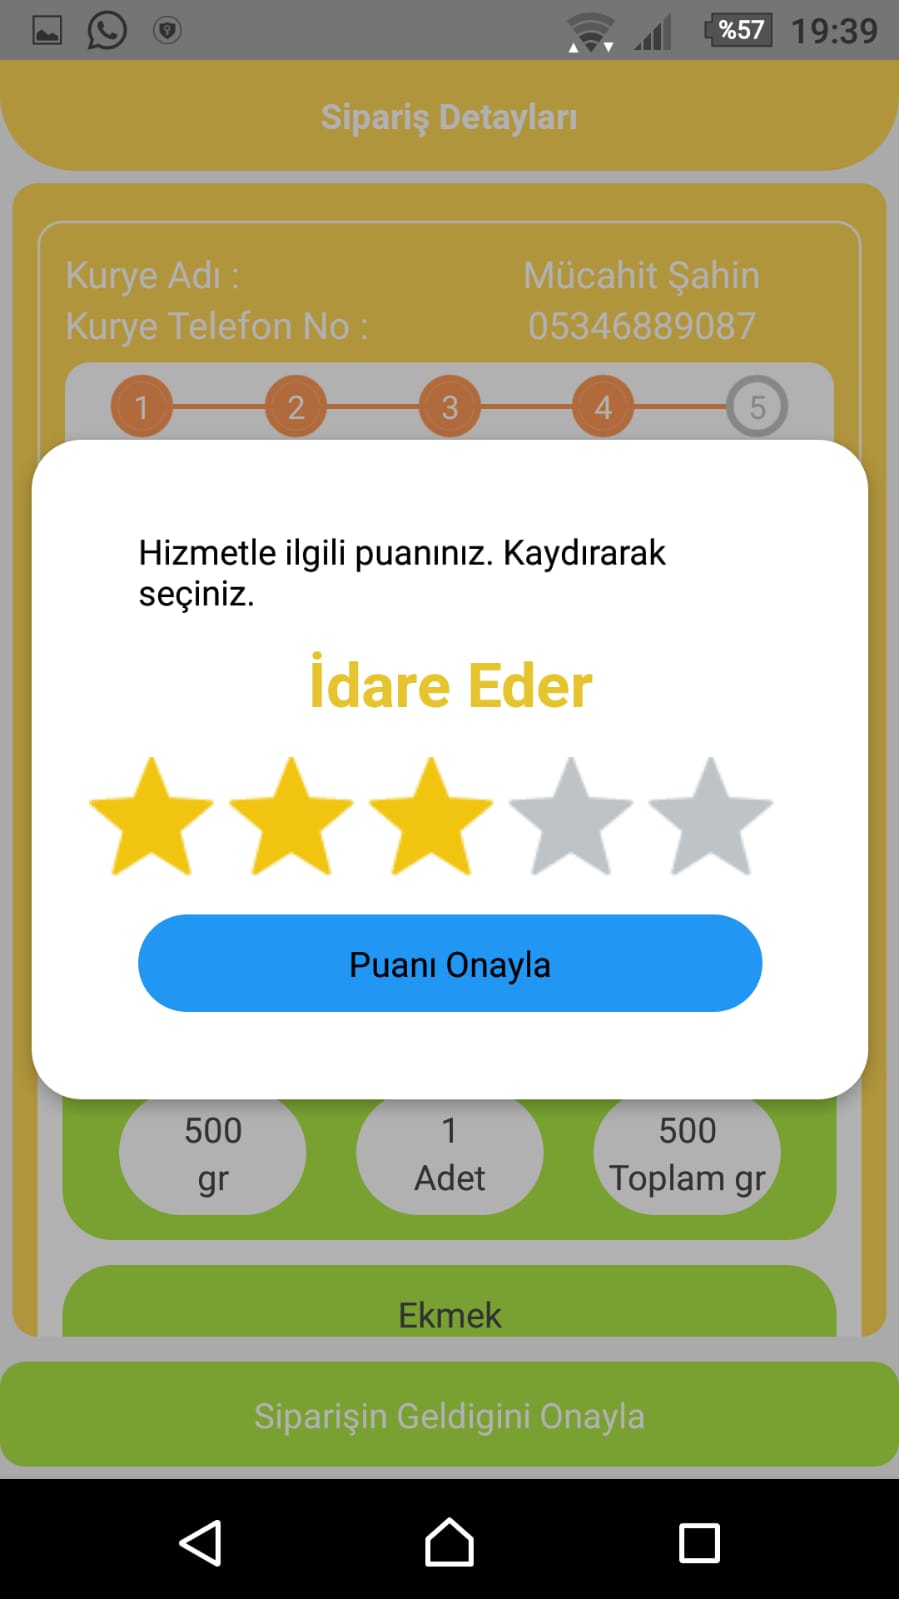 %57 19:39
Sipariş Detayları
Kurye Adı : Mücahit Şahin
Kurye Telefon No : 05346889087
1 2 3 4 5
Hizmetle ilgili puanınız. Kaydırarak
seçiniz.
İdare Eder
Puanı Onayla
500 1 500
gr Adet Toplam gr
Ekmek
Siparişin Geldigini Onayla